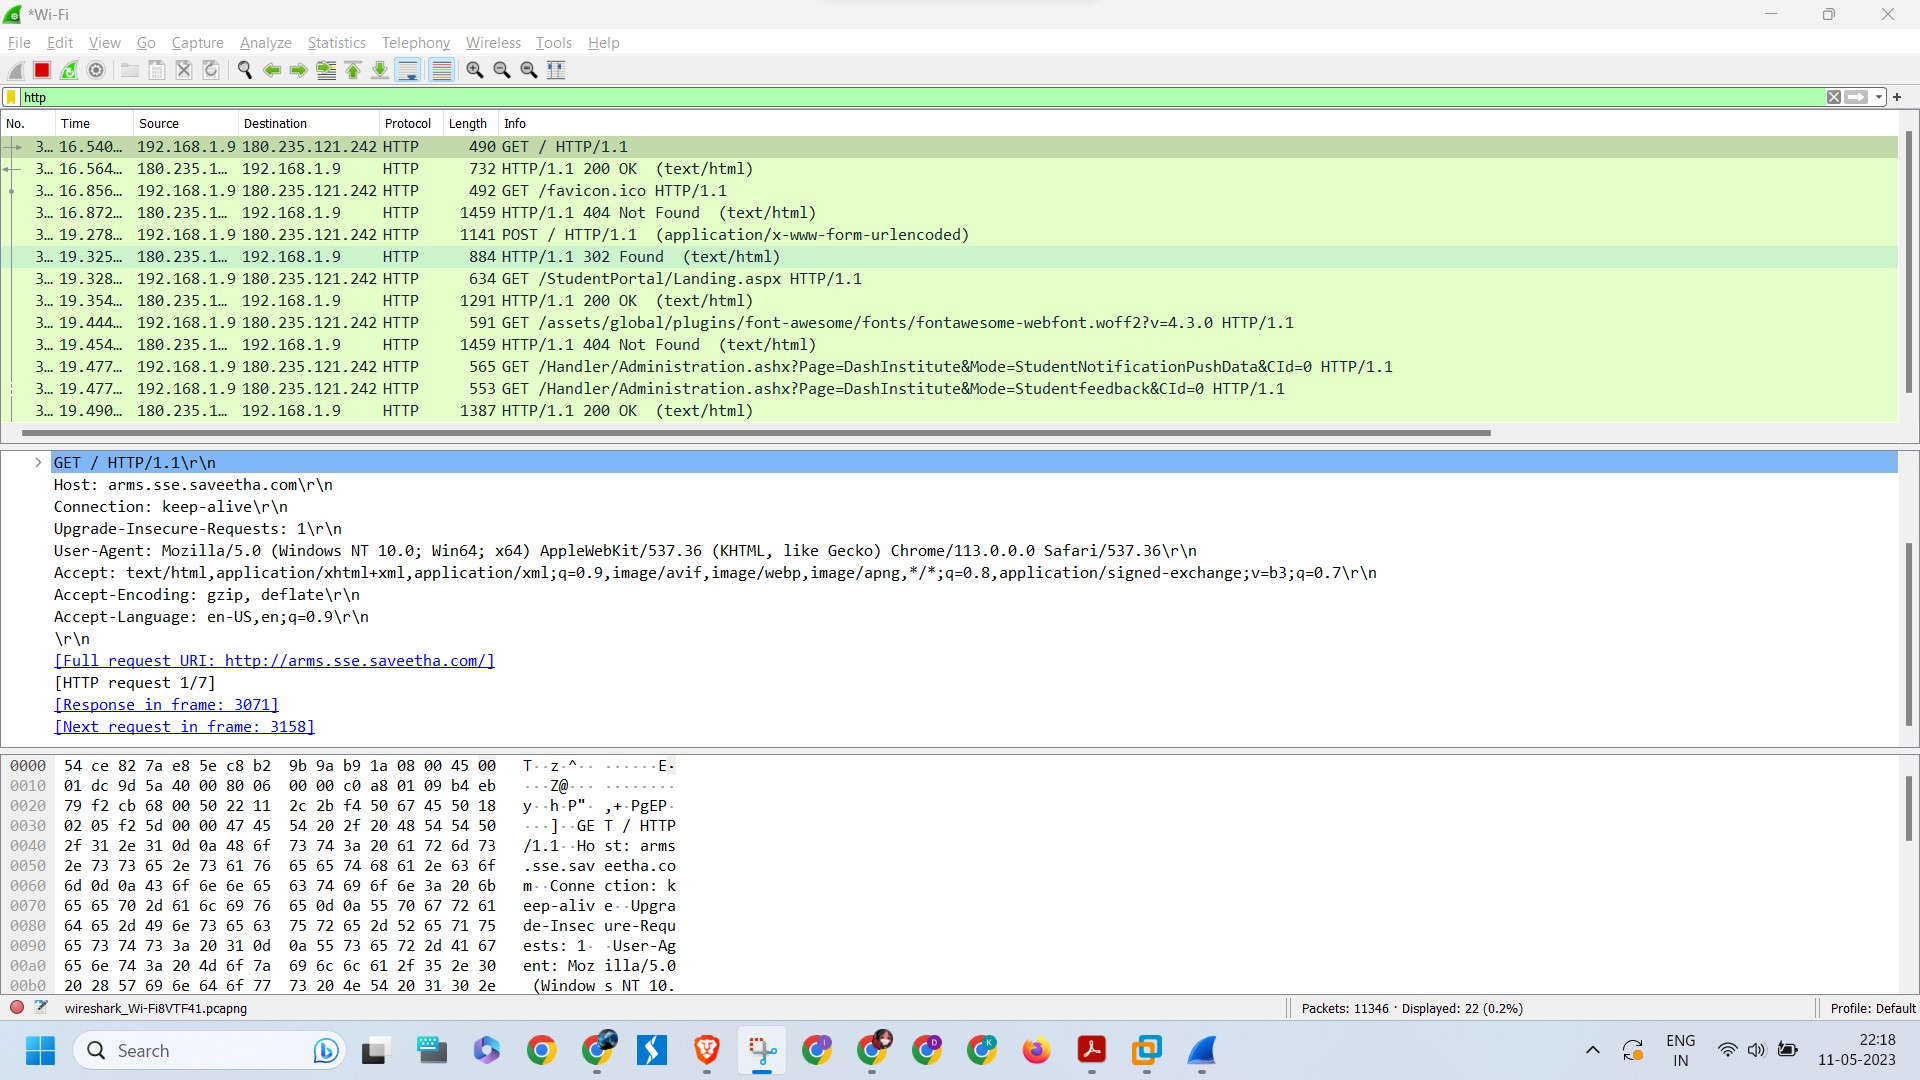 *Wi-Fi
File Edit View Go Capture Analyze Statistics Telephony Wireless Tools Help
http
No. Time Source Destination Protocol Length Info
3… 16.540… 192.168.1.9 180.235.121.242 HTTP 490 GET / HTTP/1.1
3… 16.564… 180.235.1… 192.168.1.9 HTTP 732 HTTP/1.1 200 OK (text/html)
3… 16.856… 192.168.1.9 180.235.121.242 HTTP 492 GET /favicon.ico HTTP/1.1
3… 16.872… 180.235.1… 192.168.1.9 HTTP 1459 HTTP/1.1 404 Not Found (text/html)
3… 19.278… 192.168.1.9 180.235.121.242 HTTP 1141 POST / HTTP/1.1 (application/x-www-form-urlencoded)
3… 19.325… 180.235.1… 192.168.1.9 HTTP 884 HTTP/1.1 302 Found (text/html)
3… 19.328… 192.168.1.9 180.235.121.242 HTTP 634 GET /StudentPortal/Landing.aspx HTTP/1.1
3… 19.354… 180.235.1… 192.168.1.9 HTTP 1291 HTTP/1.1 200 OK (text/html)
3… 19.444… 192.168.1.9 180.235.121.242 HTTP 591 GET /assets/global/plugins/font-awesome/fonts/fontawesome-webfont.woff2?v=4.3.0 HTTP/1.1
3… 19.454… 180.235.1… 192.168.1.9 HTTP 1459 HTTP/1.1 404 Not Found (text/html)
3… 19.477… 192.168.1.9 180.235.121.242 HTTP 565 GET /Handler/Administration.ashx?Page=DashInstitute&Mode=StudentNotificationPushData&CId=0 HTTP/1.1
3… 19.477… 192.168.1.9 180.235.121.242 HTTP 553 GET /Handler/Administration.ashx?Page=DashInstitute&Mode=Studentfeedback&CId=0 HTTP/1.1
3… 19.490… 180.235.1… 192.168.1.9 HTTP 1387 HTTP/1.1 200 OK (text/html)
GET / HTTP/1.1\r\n
Host: arms.sse.saveetha.com\r\n
Connection: keep-alive\r\n
Upgrade-Insecure-Requests: 1\r\n
User-Agent: Mozilla/5.0 (Windows NT 10.0; Win64; x64) AppleWebKit/537.36 (KHTML, like Gecko) Chrome/113.0.0.0 Safari/537.36\r\n
Accept: text/html,application/xhtml+xml,application/xml;q=0.9,image/avif,image/webp,image/apng,*/*;q=0.8,application/signed-exchange;v=b3;q=0.7\r\n
Accept-Encoding: gzip, deflate\r\n
Accept-Language: en-US,en;q=0.9\r\n
\r\n
[Full request URI: http://arms.sse.saveetha.com/]
[HTTP request 1/7]
[Response in frame: 3071]
[Next request in frame: 3158]
0000 54 ce 82 7a e8 5e c8 b2 9b 9a b9 1a 08 00 45 00 T··z·^·· ······E·
0010 01 dc 9d 5a 40 00 80 06 00 00 c0 a8 01 09 b4 eb ···Z@··· ········
0020 79 f2 cb 68 00 50 22 11 2c 2b f4 50 67 45 50 18 y··h·P"· ,+·PgEP·
0030 02 05 f2 5d 00 00 47 45 54 20 2f 20 48 54 54 50 ···]··GE T / HTTP
0040 2f 31 2e 31 0d 0a 48 6f 73 74 3a 20 61 72 6d 73 /1.1··Ho st: arms
0050 2e 73 73 65 2e 73 61 76 65 65 74 68 61 2e 63 6f .sse.sav eetha.co
0060 6d 0d 0a 43 6f 6e 6e 65 63 74 69 6f 6e 3a 20 6b m··Conne ction: k
0070 65 65 70 2d 61 6c 69 76 65 0d 0a 55 70 67 72 61 eep-aliv e··Upgra
0080 64 65 2d 49 6e 73 65 63 75 72 65 2d 52 65 71 75 de-Insec ure-Requ
0090 65 73 74 73 3a 20 31 0d 0a 55 73 65 72 2d 41 67 ests: 1· ·User-Ag
00a0 65 6e 74 3a 20 4d 6f 7a 69 6c 6c 61 2f 35 2e 30 ent: Moz illa/5.0
00b0 20 28 57 69 6e 64 6f 77 73 20 4e 54 20 31 30 2e (Window s NT 10.
wireshark_Wi-Fi8VTF41.pcapng Packets: 11346 · Displayed: 22 (0.2%) Profile: Default
Search ENG 22:18
IN 11-05-2023